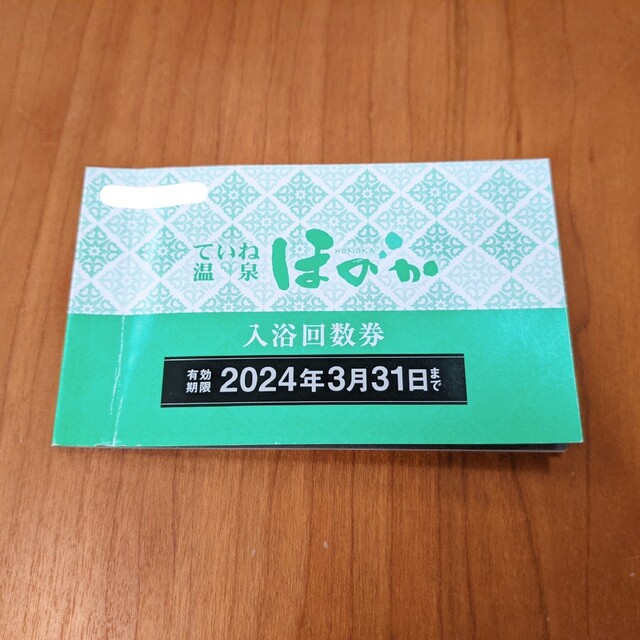 ていね
温泉
ほのか
HONOKA
入浴回数券
有効
期限
2024年3月31日まで